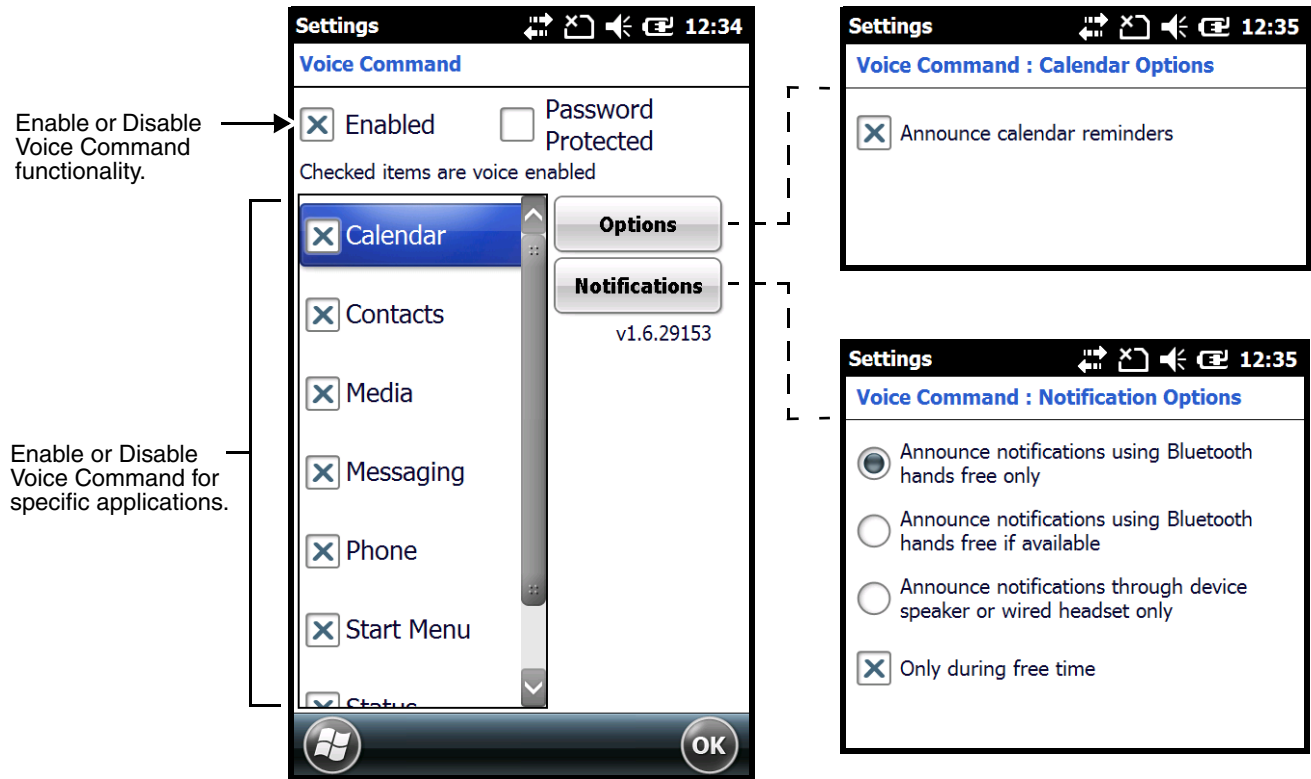 Enable or Disable
Voice Command
functionality.
Enable or Disable
Voice Command for
specific applications.
Settings 12:34
Voice Command
Enabled
Password
Protected
Checked items are voice enabled
Calendar
Contacts
Media
Messaging
Phone
Start Menu
Status
Options
Notifications
v1.6.29153
OK
Settings 12:35
Voice Command : Calendar Options
Announce calendar reminders
Settings 12:35
Voice Command : Notification Options
Announce notifications using Bluetooth
hands free only
Announce notifications using Bluetooth
hands free if available
Announce notifications through device
speaker or wired headset only
Only during free time